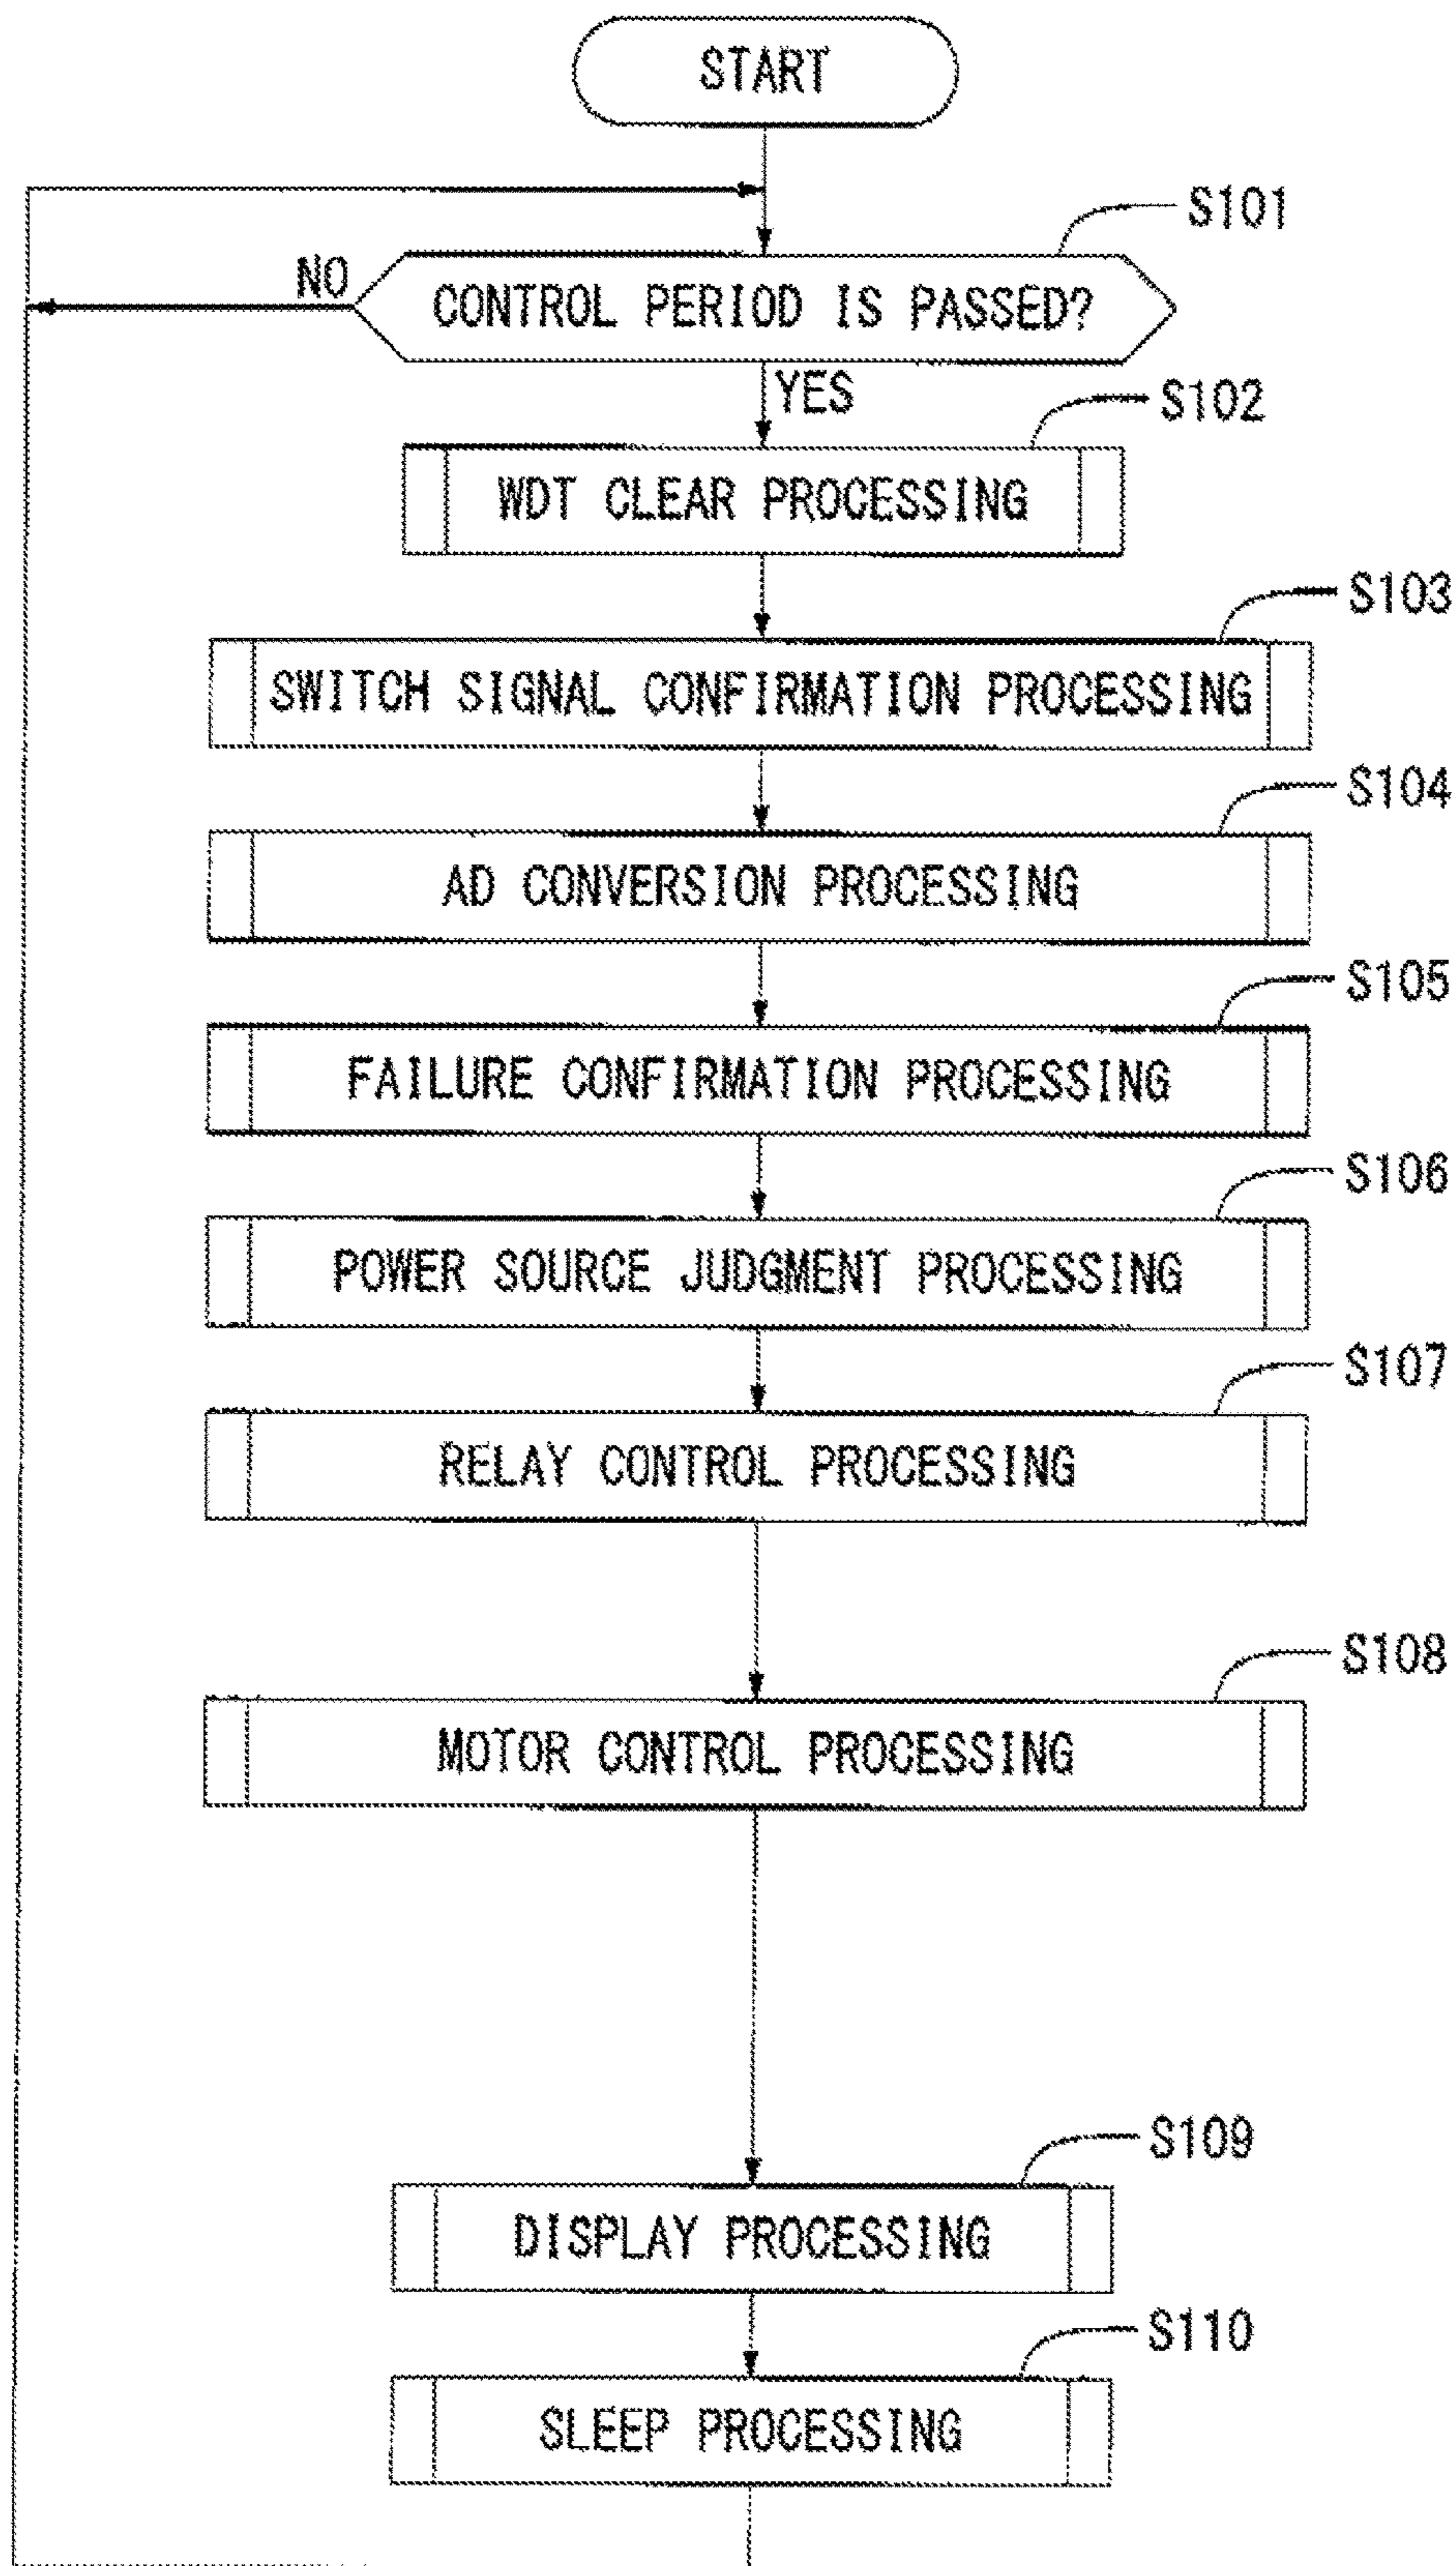 START
S101
NO
CONTROL PERIOD IS PASSED?
YES
S102
WDT CLEAR PROCESSING
S103
SWITCH SIGNAL CONFIRMATION PROCESSING
S104
AD CONVERSION PROCESSING
S105
FAILURE CONFIRMATION PROCESSING
S106
POWER SOURCE JUDGMENT PROCESSING
S107
RELAY CONTROL PROCESSING
S108
MOTOR CONTROL PROCESSING
S109
DISPLAY PROCESSING
S110
SLEEP PROCESSING